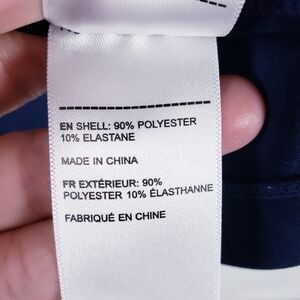 EN SHELL: 90% POLYESTER
10% ELASTANE
MADE IN CHINA
FR EXTÉRIEUR: 90%
POLYESTER 10% ÉLASTHANNE
FABRIQUÉ EN CHINE